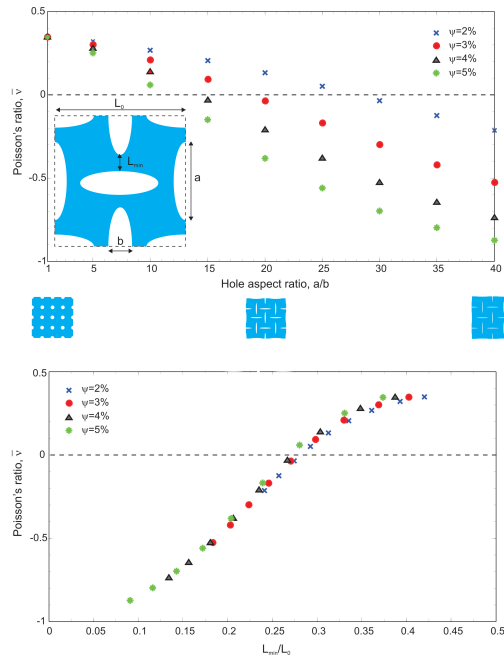 0.5
0
-0.5
-1
Poisson's ratio, ν̅
ψ=2%
ψ=3%
ψ=4%
ψ=5%
L₀
Lmin
a
b
1 5 10 15 20 25 30 35 40
Hole aspect ratio, a/b
0.5
0
-0.5
-1
Poisson's ratio, ν̅
ψ=2%
ψ=3%
ψ=4%
ψ=5%
0 0.05 0.1 0.15 0.2 0.25 0.3 0.35 0.4 0.45 0.5
Lmin/L₀